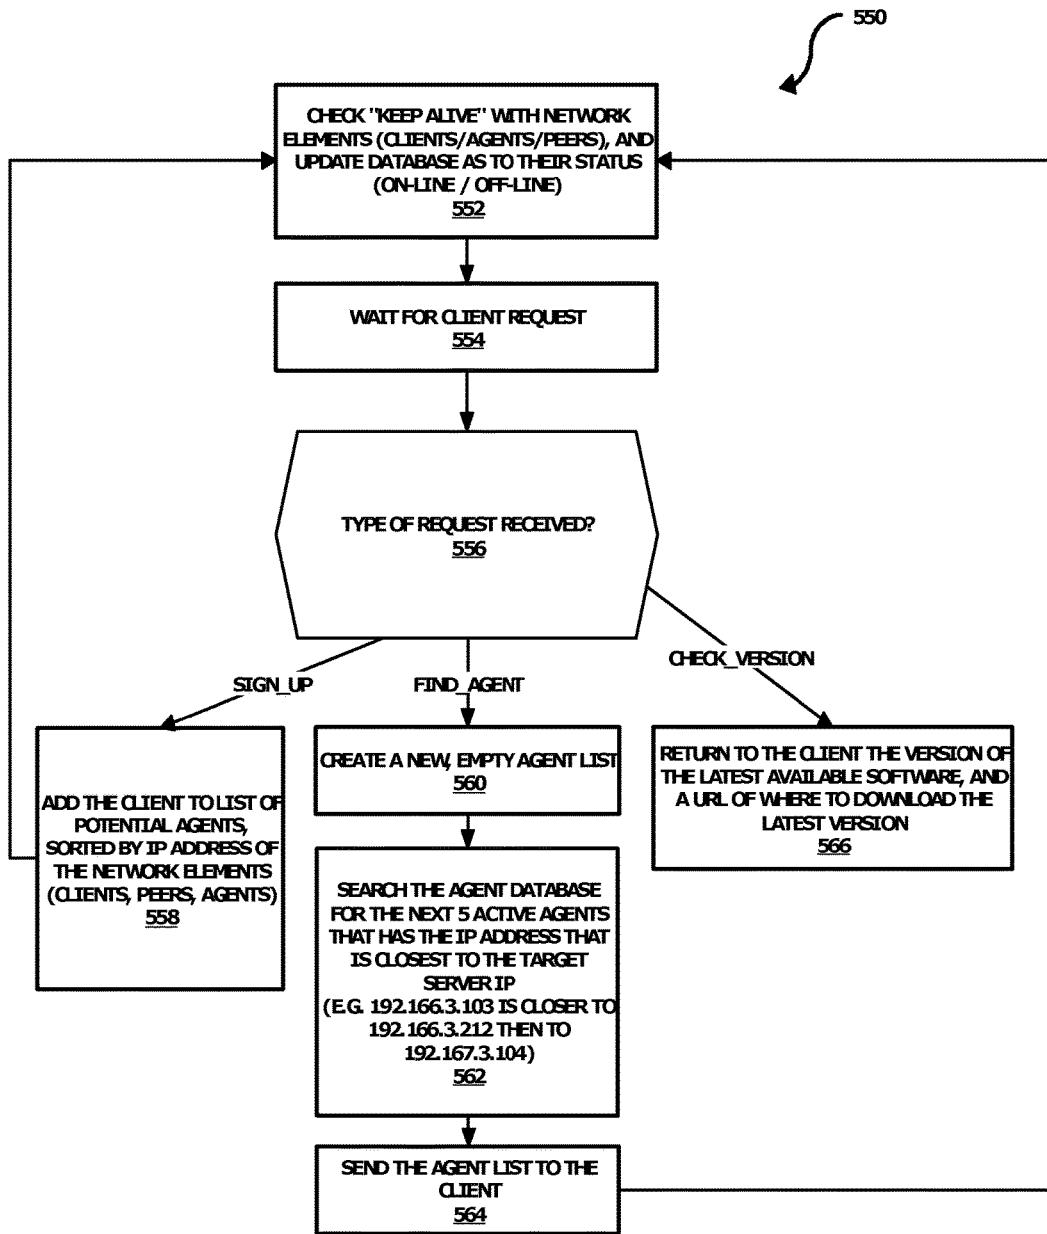 550
CHECK "KEEP ALIVE" WITH NETWORK
ELEMENTS (CLIENTS/AGENTS/PEERS), AND
UPDATE DATABASE AS TO THEIR STATUS
(ON-LINE / OFF-LINE)
552
WAIT FOR CLIENT REQUEST
554
TYPE OF REQUEST RECEIVED?
556
SIGN_UP
FIND_AGENT
CHECK_VERSION
ADD THE CLIENT TO LIST OF
POTENTIAL AGENTS,
SORTED BY IP ADDRESS OF
THE NETWORK ELEMENTS
(CLIENTS, PEERS, AGENTS)
558
CREATE A NEW, EMPTY AGENT LIST
560
SEARCH THE AGENT DATABASE
FOR THE NEXT 5 ACTIVE AGENTS
THAT HAS THE IP ADDRESS THAT
IS CLOSEST TO THE TARGET
SERVER IP
(E.G. 192.166.3.103 IS CLOSER TO
192.166.3.212 THEN TO
192.167.3.104)
562
SEND THE AGENT LIST TO THE
CLIENT
564
RETURN TO THE CLIENT THE VERSION OF
THE LATEST AVAILABLE SOFTWARE, AND
A URL OF WHERE TO DOWNLOAD THE
LATEST VERSION
566